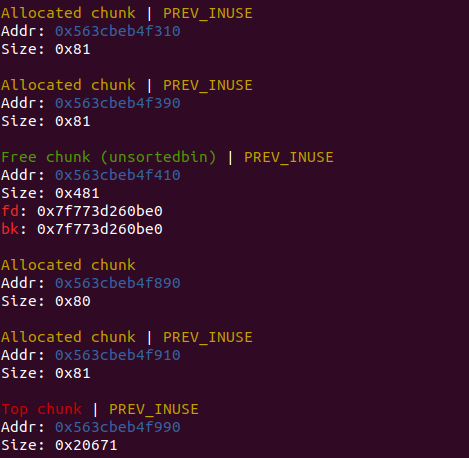 Allocated chunk | PREV_INUSE
Addr: 0x563cbeb4f310
Size: 0x81
Allocated chunk | PREV_INUSE
Addr: 0x563cbeb4f390
Size: 0x81
Free chunk (unsortedbin) | PREV_INUSE
Addr: 0x563cbeb4f410
Size: 0x481
fd: 0x7f773d260be0
bk: 0x7f773d260be0
Allocated chunk
Addr: 0x563cbeb4f890
Size: 0x80
Allocated chunk | PREV_INUSE
Addr: 0x563cbeb4f910
Size: 0x81
Top chunk | PREV_INUSE
Addr: 0x563cbeb4f990
Size: 0x20671